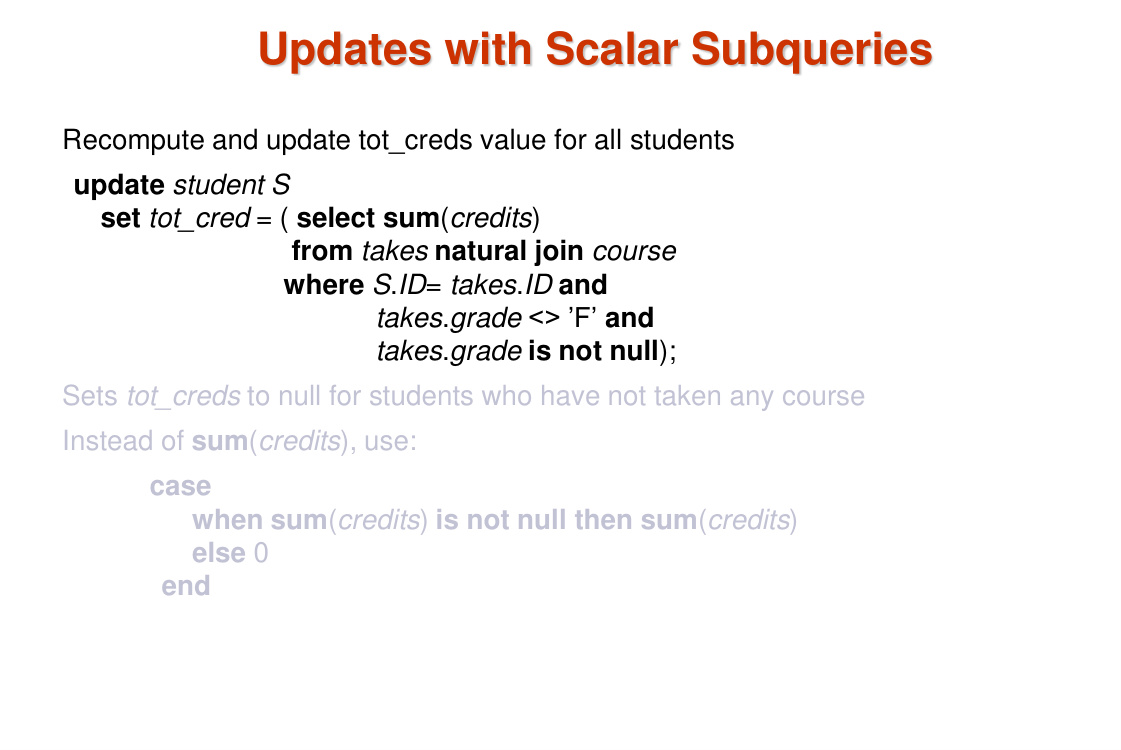 Updates with Scalar Subqueries
Recompute and update tot_creds value for all students
update student S
set tot_cred = ( select sum(credits)
from takes natural join course
where S.ID= takes.ID and
takes.grade <> ’F’ and
takes.grade is not null);
Sets tot_creds to null for students who have not taken any course
Instead of sum(credits), use:
case
when sum(credits) is not null then sum(credits)
else 0
end